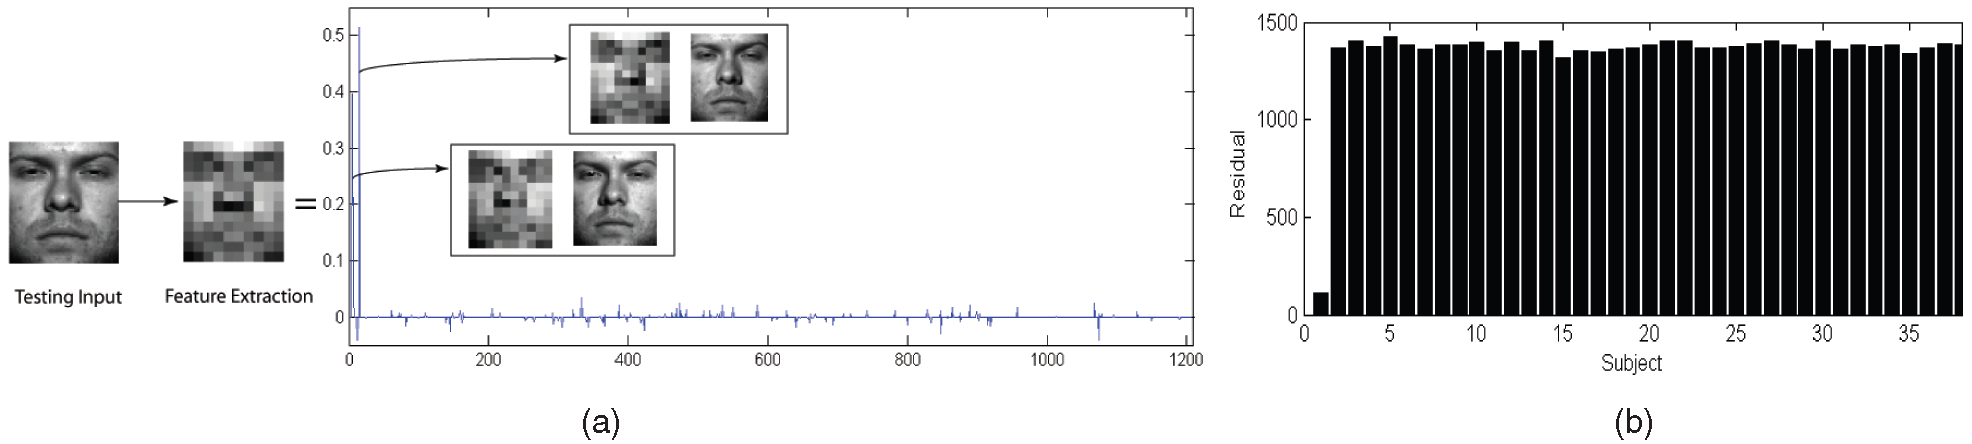 Testing Input
Feature Extraction
=
0.5
0.4
0.3
0.2
0.1
0
0 200 400 600 800 1000 1200
(a)
Residual
1500
1000
500
0
0 5 10 15 20 25 30 35
Subject
(b)